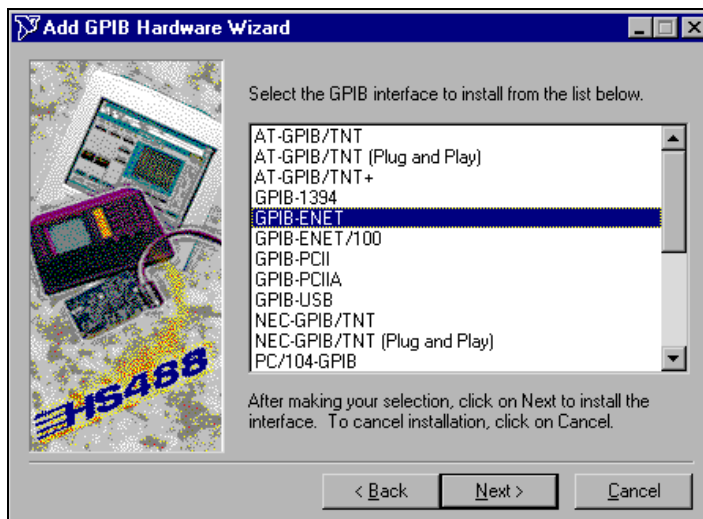 Add GPIB Hardware Wizard
Select the GPIB interface to install from the list below.
AT-GPIB/TNT
AT-GPIB/TNT (Plug and Play)
AT-GPIB/TNT+
GPIB-1394
GPIB-ENET
GPIB-ENET/100
GPIB-PCII
GPIB-PCIIA
GPIB-USB
NEC-GPIB/TNT
NEC-GPIB/TNT (Plug and Play)
PC/104-GPIB
HS488
After making your selection, click on Next to install the
interface.  To cancel installation, click on Cancel.
< Back
Next >
Cancel